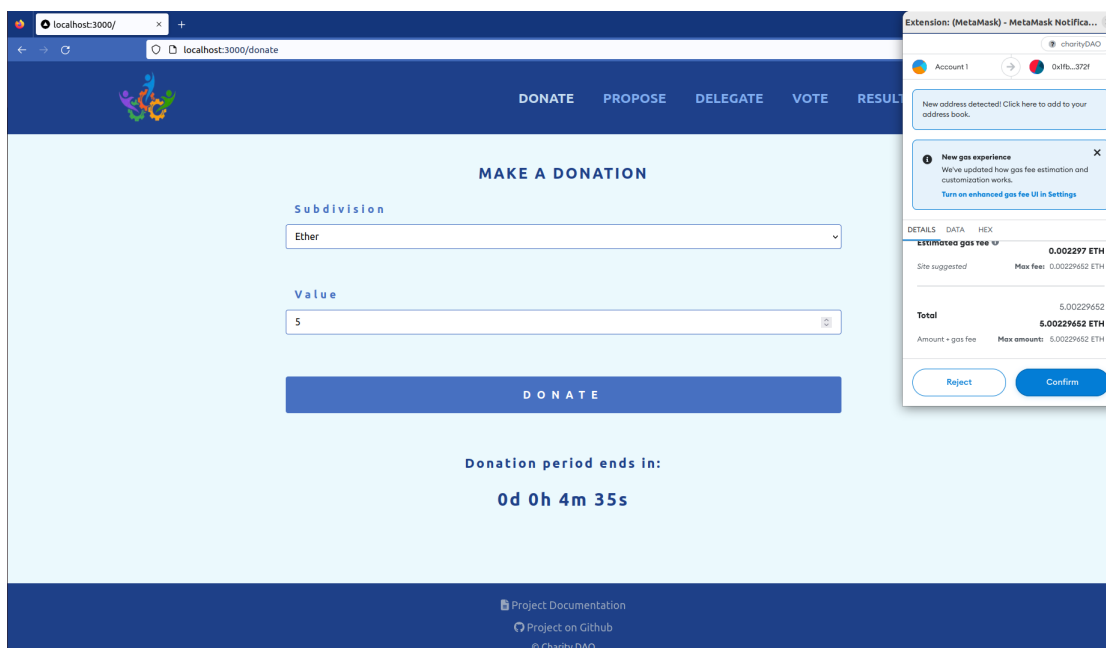 localhost:3000/
localhost:3000/donate
DONATE PROPOSE DELEGATE VOTE RESULT
MAKE A DONATION
Subdivision
Ether
Value
5
DONATE
Donation period ends in:
0d 0h 4m 35s
Project Documentation
Project on Github
© Charity DAO
Extension: (MetaMask) - MetaMask Notifica...
charityDAO
Account 1
0x1fb...372f
New address detected! Click here to add to your
address book.
New gas experience
We've updated how gas fee estimation and
customization works.
Turn on enhanced gas fee UI in Settings
DETAILS DATA HEX
Estimated gas fee
0.002297 ETH
Site suggested Max fee: 0.00229652 ETH
5.00229652
Total
5.00229652 ETH
Amount + gas fee Max amount: 5.00229652 ETH
Reject Confirm